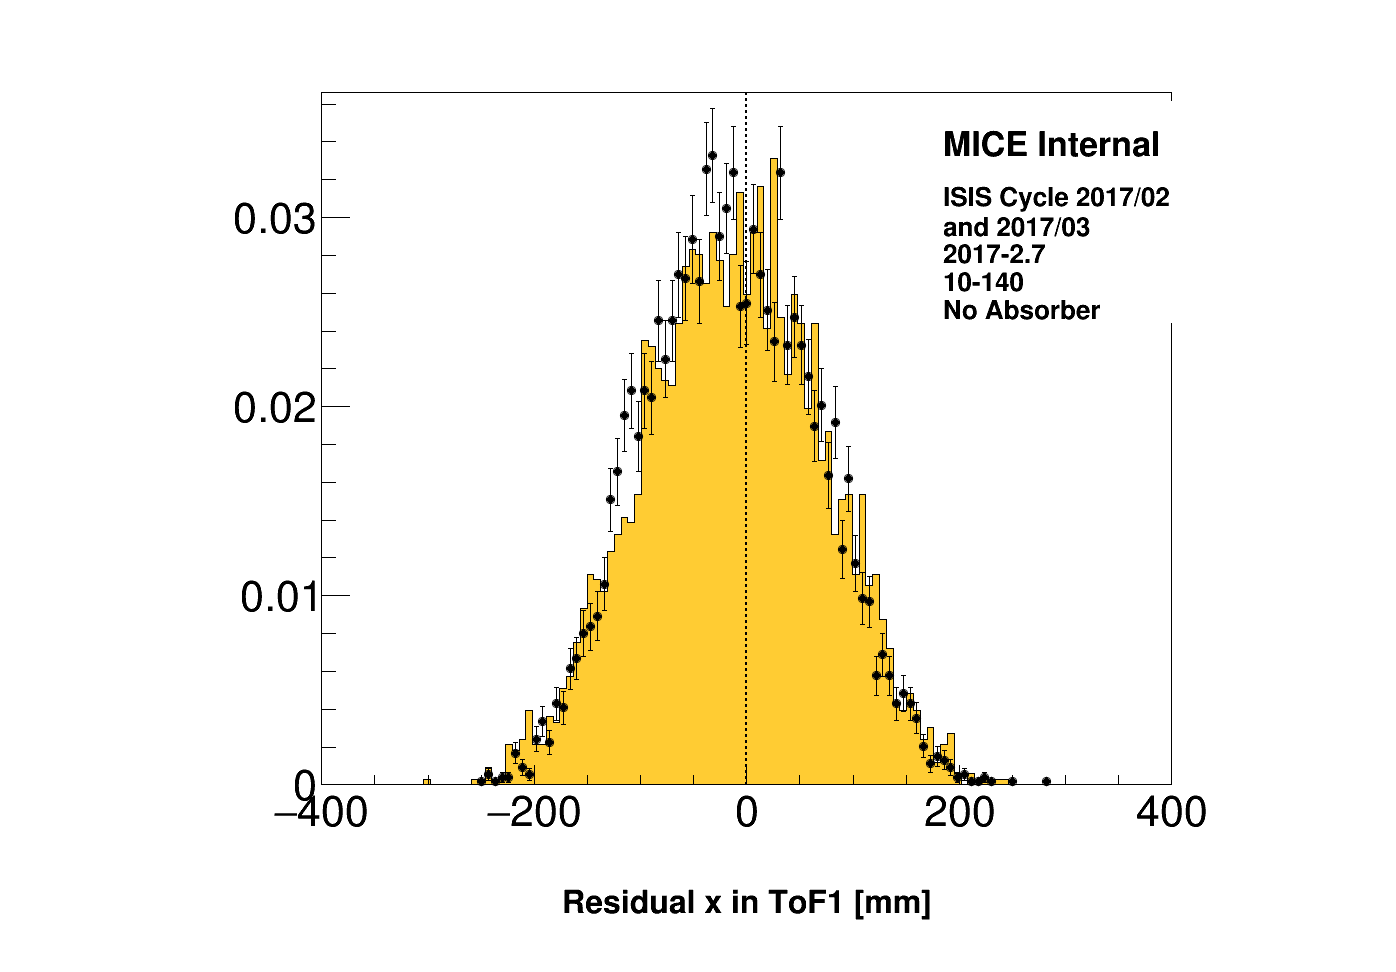 MICE Internal
ISIS Cycle 2017/02
and 2017/03
2017-2.7
10-140
No Absorber
0.03
0.02
0.01
0
−400 −200 0 200 400
Residual x in ToF1 [mm]